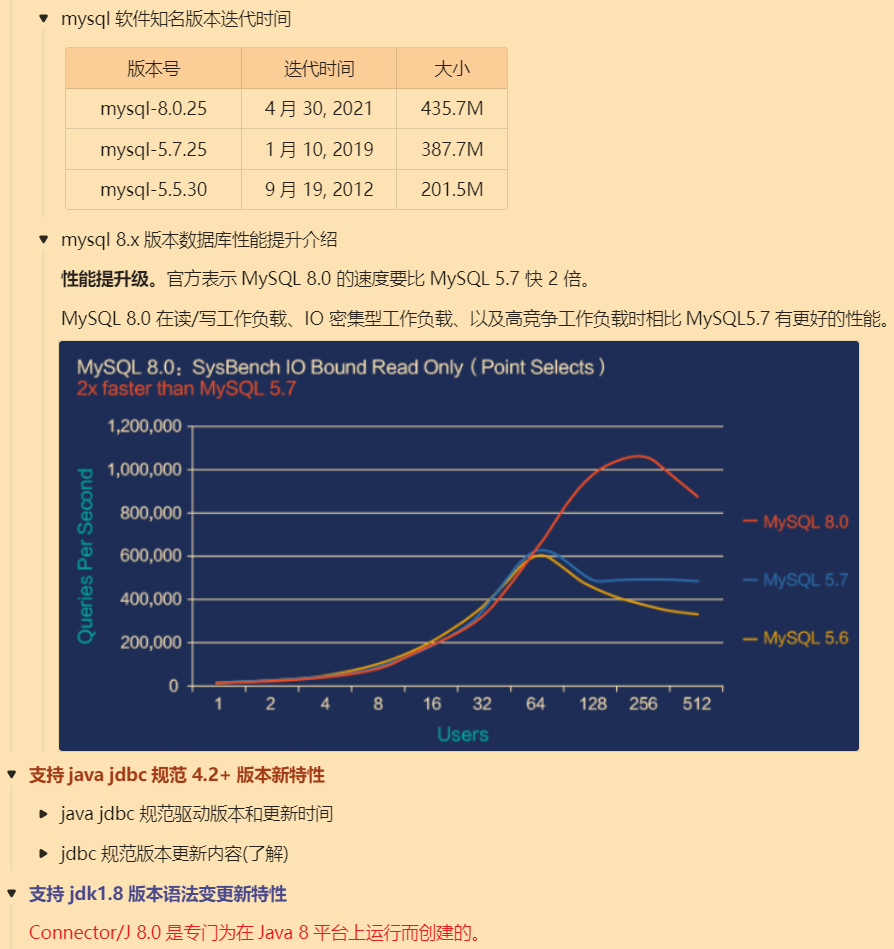 mysql 软件知名版本迭代时间
版本号 迭代时间 大小
mysql-8.0.25 4 月 30, 2021 435.7M
mysql-5.7.25 1 月 10, 2019 387.7M
mysql-5.5.30 9 月 19, 2012 201.5M
mysql 8.x 版本数据库性能提升介绍
性能提升级。官方表示 MySQL 8.0 的速度要比 MySQL 5.7 快 2 倍。
MySQL 8.0 在读/写工作负载、IO 密集型工作负载、以及高竞争工作负载时相比 MySQL5.7 有更好的性能。
MySQL 8.0：SysBench IO Bound Read Only（Point Selects）
2x faster than MySQL 5.7
Queries Per Second
1,200,000
1,000,000
800,000
600,000
400,000
200,000
0
1 2 4 8 16 32 64 128 256 512
Users
MySQL 8.0
MySQL 5.7
MySQL 5.6
支持 java jdbc 规范 4.2+ 版本新特性
java jdbc 规范驱动版本和更新时间
jdbc 规范版本更新内容(了解)
支持 jdk1.8 版本语法变更新特性
Connector/J 8.0 是专门为在 Java 8 平台上运行而创建的。